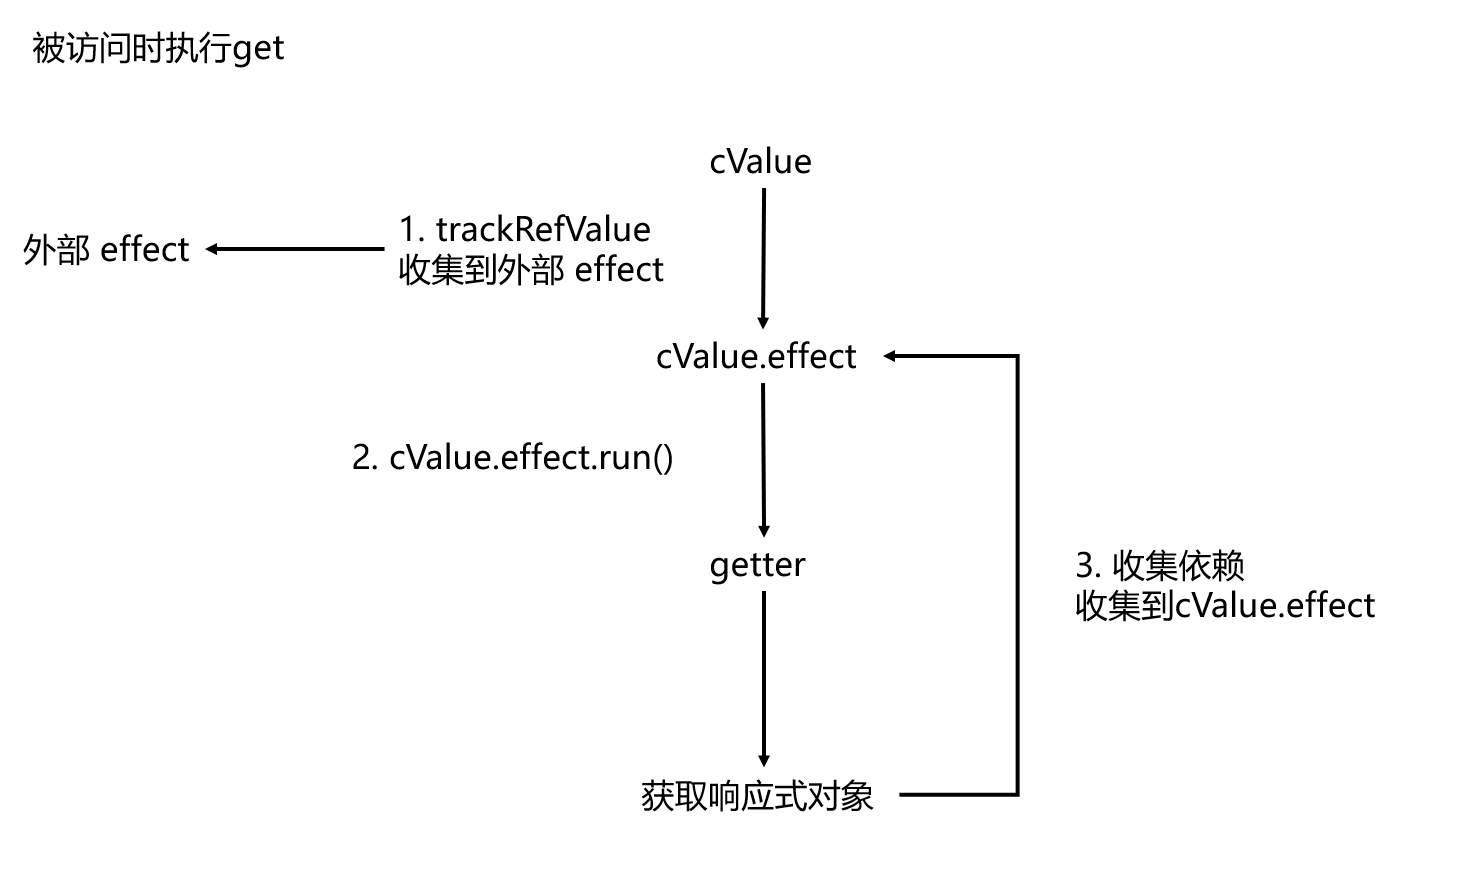 被访问时执行get
cValue
1. trackRefValue
收集到外部 effect
外部 effect
cValue.effect
2. cValue.effect.run()
getter
3. 收集依赖
收集到cValue.effect
获取响应式对象